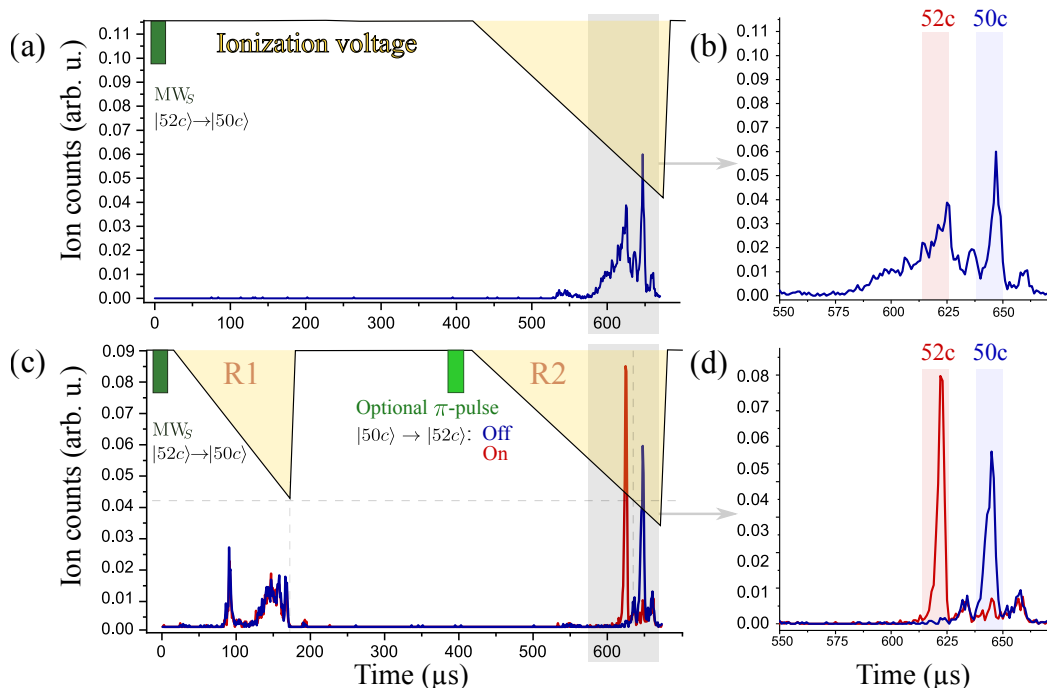 (a)
Ion counts (arb. u.)
0.11
0.10
0.09
0.08
0.07
0.06
0.05
0.04
0.03
0.02
0.01
0.00
Ionization voltage
MWS
|52c⟩→|50c⟩
0 100 200 300 400 500 600
(b)
52c 50c
0.11
0.10
0.09
0.08
0.07
0.06
0.05
0.04
0.03
0.02
0.01
0.00
550 575 600 625 650
(c)
Ion counts (arb. u.)
0.09
0.08
0.07
0.06
0.05
0.04
0.03
0.02
0.01
0.00
R1
R2
MWS
|52c⟩→|50c⟩
Optional π-pulse
|50c⟩ → |52c⟩: Off
On
0 100 200 300 400 500 600
Time (µs)
(d)
52c 50c
0.09
0.08
0.07
0.06
0.05
0.04
0.03
0.02
0.01
0.00
550 575 600 625 650
Time (µs)